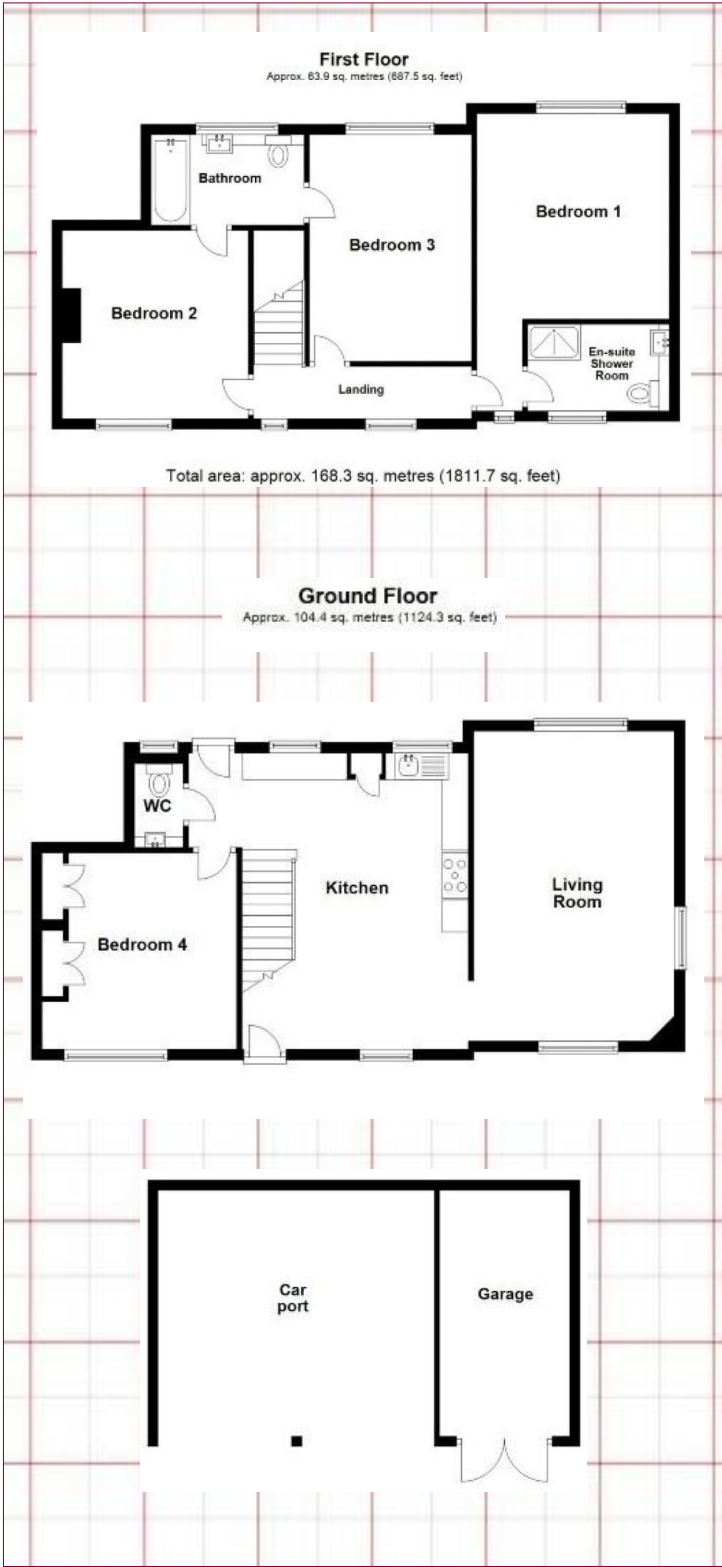 First Floor
Approx. 63.9 sq. metres (687.5 sq. feet)
Bathroom
Bedroom 1
Bedroom 3
Bedroom 2
En-suite
Shower
Room
Landing
Total area: approx. 168.3 sq. metres (1811.7 sq. feet)
Ground Floor
Approx. 104.4 sq. metres (1124.3 sq. feet)
WC
Kitchen
Living
Room
Bedroom 4
Car
port
Garage